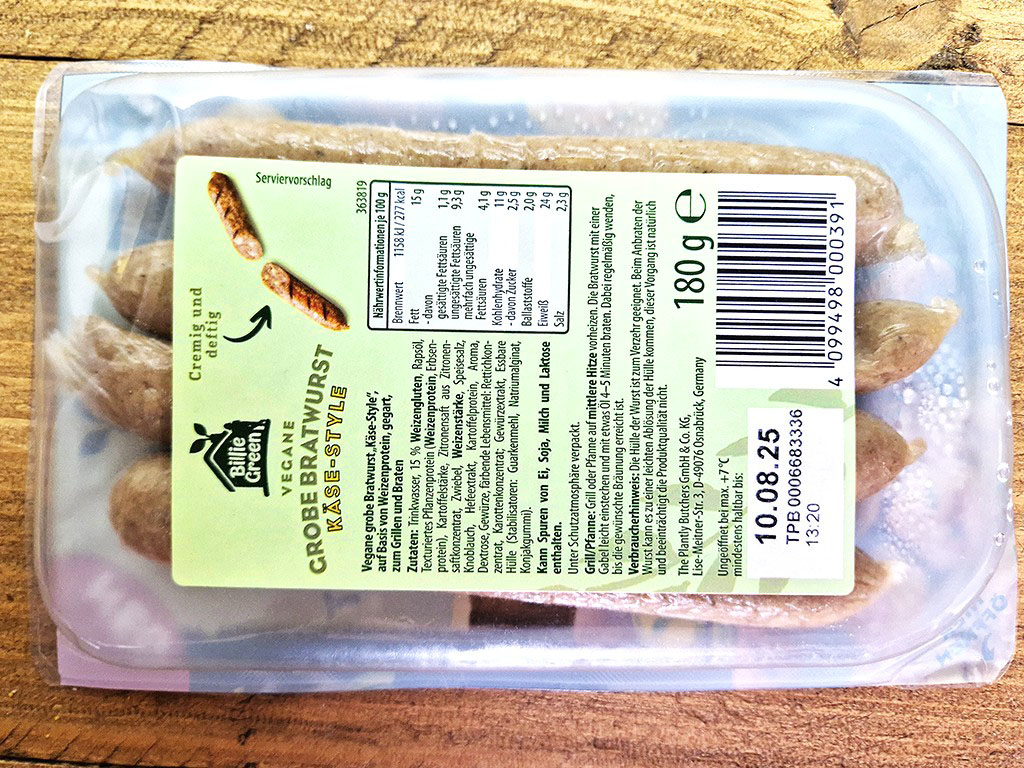 Billie
Green
VEGANE
GROBE BRATWURST
KÄSE-STYLE
Cremig und
deftig
Serviervorschlag
Vegane grobe Bratwurst „Käse-Style“,
auf Basis von Weizenprotein, gegart,
zum Grillen und Braten
Zutaten: Trinkwasser, 15 % Weizengluten, Rapsöl,
Texturiertes Pflanzenprotein (Weizenprotein, Erbsen-
protein), Kartoffelstärke, Zitronensaft aus Zitronen-
saftkonzentrat, Zwiebel, Weizenstärke, Speisesalz,
Knoblauch, Hefeextrakt, Kartoffelprotein, Aroma,
Dextrose, Gewürze, färbende Lebensmittel: Rettichkon-
zentrat, Karottenkonzentrat; Gewürzextrakt, Essbare
Hülle (Stabilisatoren: Guarkernmehl, Natriumalginat,
Konjakgummi).
Kann Spuren von Ei, Soja, Milch und Laktose
enthalten.
363819
Nährwertinformationen je 100 g
Brennwert 1158 kJ / 277 kcal
Fett 15 g
- davon
gesättigte Fettsäuren 1,1 g
ungesättigte Fettsäuren 9,3 g
mehrfach ungesättige
Fettsäuren 4,1 g
Kohlenhydrate 11 g
- davon Zucker 2,5 g
Ballaststoffe 2,0 g
Eiweiß 24 g
Salz 2,3 g
Unter Schutzatmosphäre verpackt.
Grill/Pfanne: Grill oder Pfanne auf mittlere Hitze vorheizen. Die Bratwurst mit einer
Gabel leicht einstechen und mit etwas Öl 4–5 Minuten braten. Dabei regelmäßig wenden,
bis die gewünschte Bräunung erreicht ist.
Verbraucherhinweis: Die Hülle der Wurst ist zum Verzehr geeignet. Beim Anbraten der
Wurst kann es zu einer leichten Ablösung der Hülle kommen, dieser Vorgang ist natürlich
und beeinträchtigt die Produktqualität nicht.
The Plantly Butchers GmbH & Co. KG,
Lise-Meitner-Str. 3, D-49076 Osnabrück, Germany
180 g e
Ungeöffnet bei max. +7 °C
mindestens haltbar bis:
10.08.25
TPB0006683336
13:20
4 099498 000391